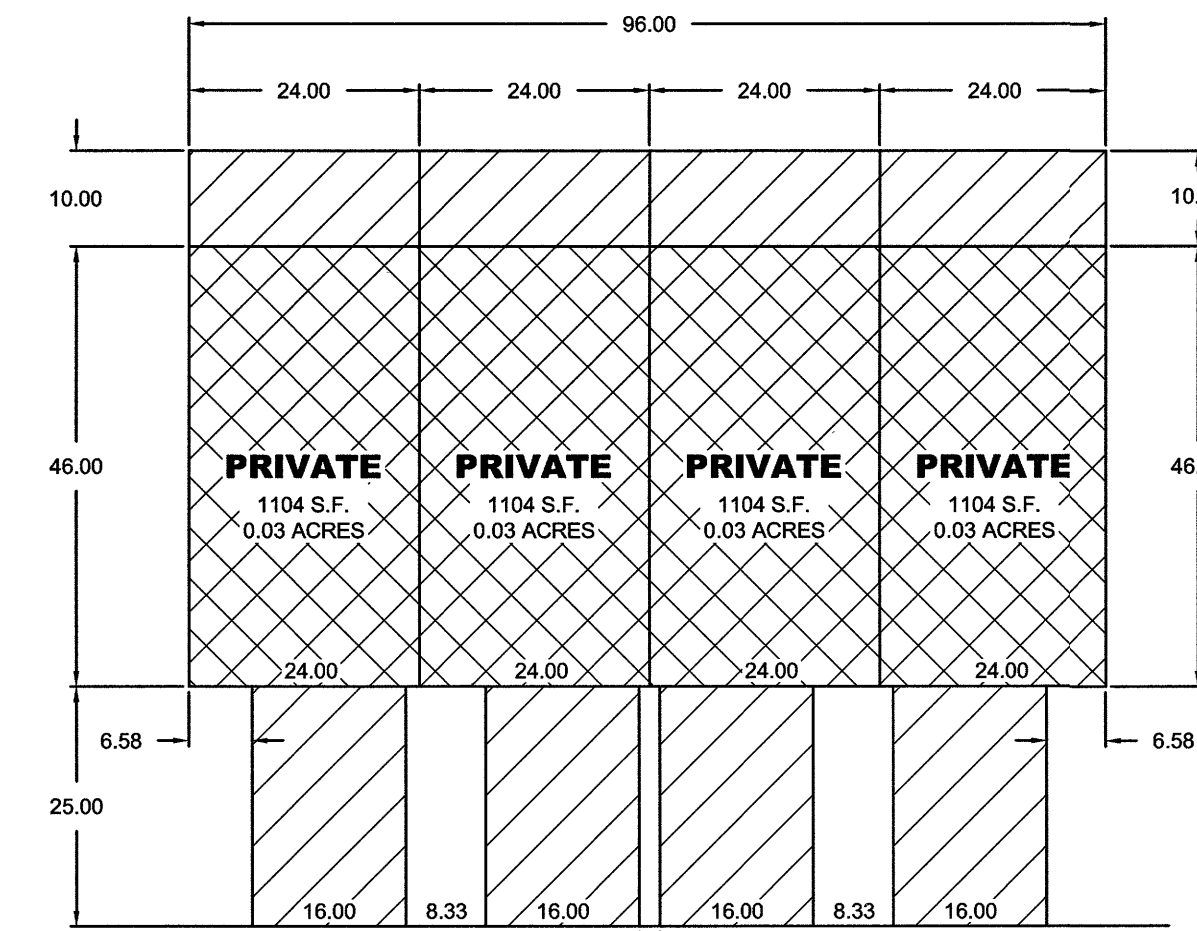 96.00
24.00 24.00 24.00 24.00
10.00 10.
46.00 46.
PRIVATE PRIVATE PRIVATE PRIVATE
1104 S.F. 1104 S.F. 1104 S.F. 1104 S.F.
0.03 ACRES 0.03 ACRES 0.03 ACRES 0.03 ACRES
24.00 24.00 24.00 24.00
6.58 6.58
25.00
16.00 8.33 16.00 16.00 8.33 16.00